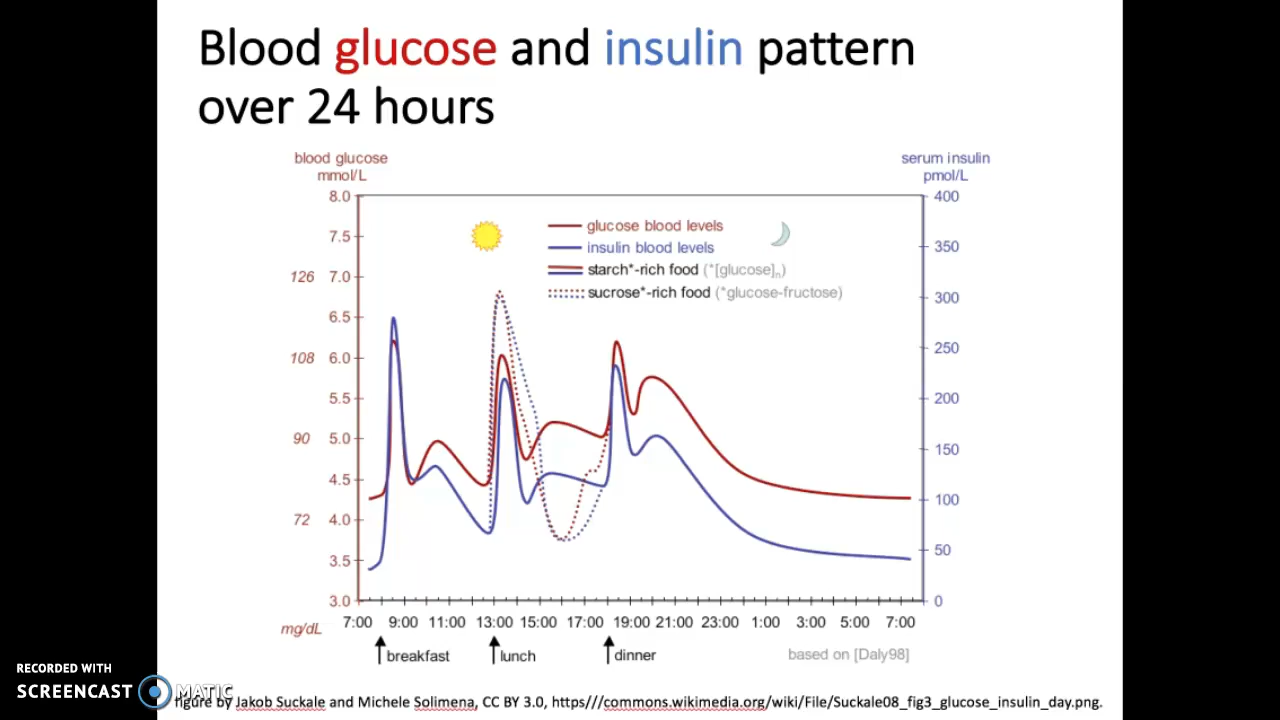 Blood glucose and insulin pattern
over 24 hours
blood glucose
mmol/L
serum insulin
pmol/L
8.0
7.5
126 7.0
6.5
108 6.0
5.5
90 5.0
4.5
72 4.0
3.5
3.0
400
350
300
250
200
150
100
50
0
glucose blood levels
insulin blood levels
starch*-rich food (*[glucose]n)
sucrose*-rich food (*glucose-fructose)
mg/dL
7:00 9:00 11:00 13:00 15:00 17:00 19:00 21:00 23:00 1:00 3:00 5:00 7:00
breakfast lunch dinner
based on [Daly98]
RECORDED WITH
SCREENCAST MATIC
figure by Jakob Suckale and Michele Solimena, CC BY 3.0, https///commons.wikimedia.org/wiki/File/Suckale08_fig3_glucose_insulin_day.png.